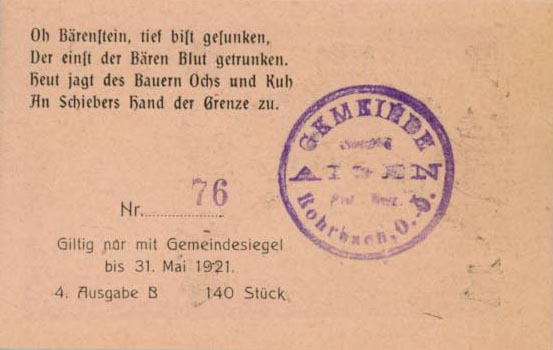 Oh Bärenstein, tief bist gesunken,
Der einst der Bären Blut getrunken.
Heut jagt des Bauern Ochs und Kuh
An Schiebers Hand der Grenze zu.
GEMEINDE
AIGEN
Rohrbach, O.-Ö.
Nr. 76
Giltig nur mit Gemeindesiegel
bis 31. Mai 1921.
4. Ausgabe B 140 Stück